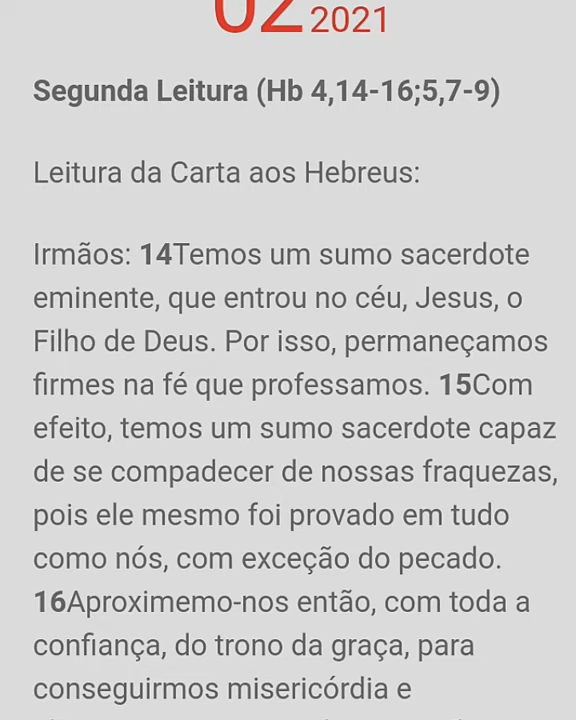 02 2021
Segunda Leitura (Hb 4,14-16;5,7-9)
Leitura da Carta aos Hebreus:
Irmãos: 14Temos um sumo sacerdote
eminente, que entrou no céu, Jesus, o
Filho de Deus. Por isso, permaneçamos
firmes na fé que professamos. 15Com
efeito, temos um sumo sacerdote capaz
de se compadecer de nossas fraquezas,
pois ele mesmo foi provado em tudo
como nós, com exceção do pecado.
16Aproximemo-nos então, com toda a
confiança, do trono da graça, para
conseguirmos misericórdia e